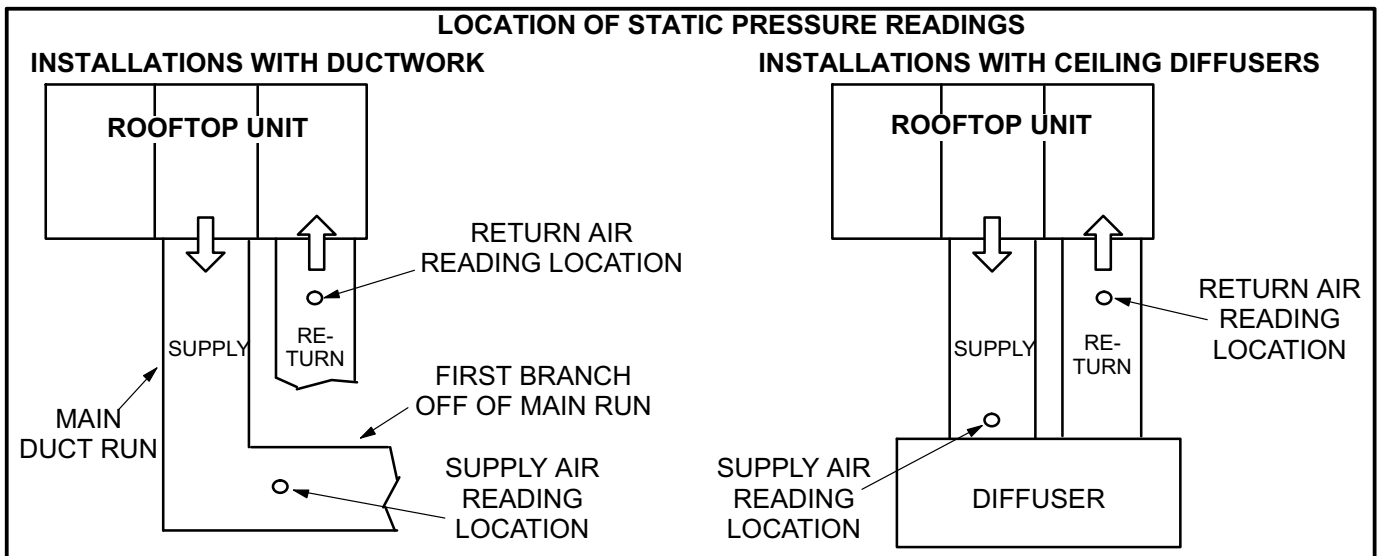 LOCATION OF STATIC PRESSURE READINGS
INSTALLATIONS WITH DUCTWORK
ROOFTOP UNIT
RETURN AIR
READING LOCATION
SUPPLY
RE-
TURN
MAIN
DUCT RUN
FIRST BRANCH
OFF OF MAIN RUN
SUPPLY AIR
READING
LOCATION
INSTALLATIONS WITH CEILING DIFFUSERS
ROOFTOP UNIT
RETURN AIR
READING
LOCATION
SUPPLY
RE-
TURN
SUPPLY AIR
READING
LOCATION
DIFFUSER